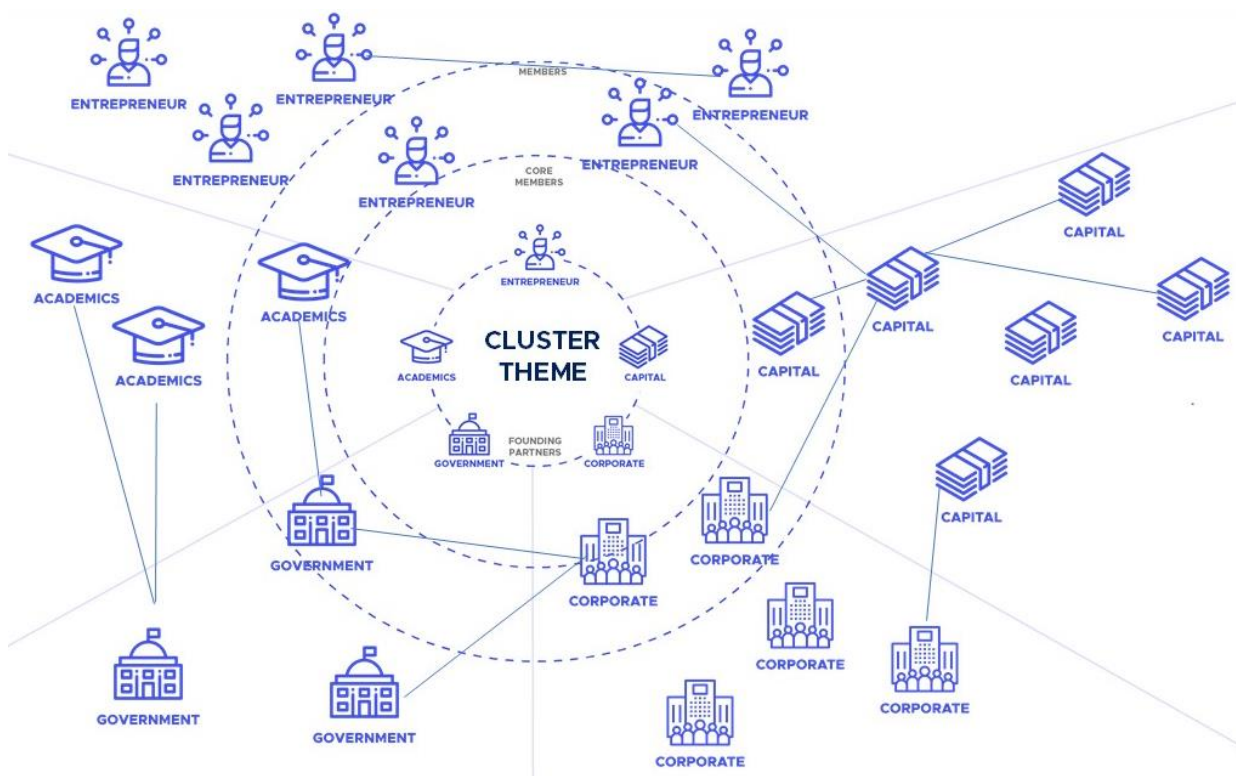 MEMBERS
ENTREPRENEUR
ENTREPRENEUR
ENTREPRENEUR
ENTREPRENEUR
ENTREPRENEUR
CORE
MEMBERS
ENTREPRENEUR
ENTREPRENEUR
CAPITAL
ENTREPRENEUR
ACADEMICS
ACADEMICS
CAPITAL
CAPITAL
CLUSTER
THEME
CAPITAL
ACADEMICS
ACADEMICS
CAPITAL
CAPITAL
CAPITAL
FOUNDING
PARTNERS
GOVERNMENT
CORPORATE
CAPITAL
GOVERNMENT
CORPORATE
CORPORATE
CORPORATE
CORPORATE
GOVERNMENT
GOVERNMENT
CORPORATE